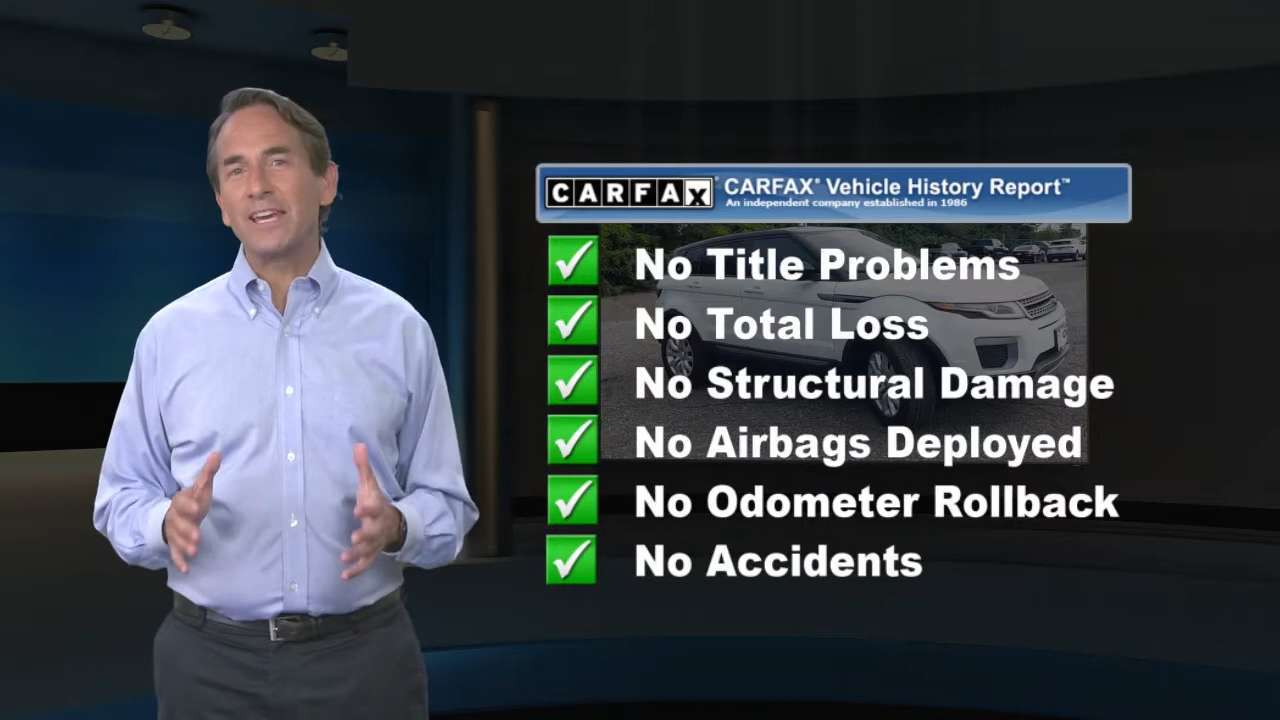 CARFAX® CARFAX® Vehicle History Report™
An independent company established in 1986
No Title Problems
No Total Loss
No Structural Damage
No Airbags Deployed
No Odometer Rollback
No Accidents